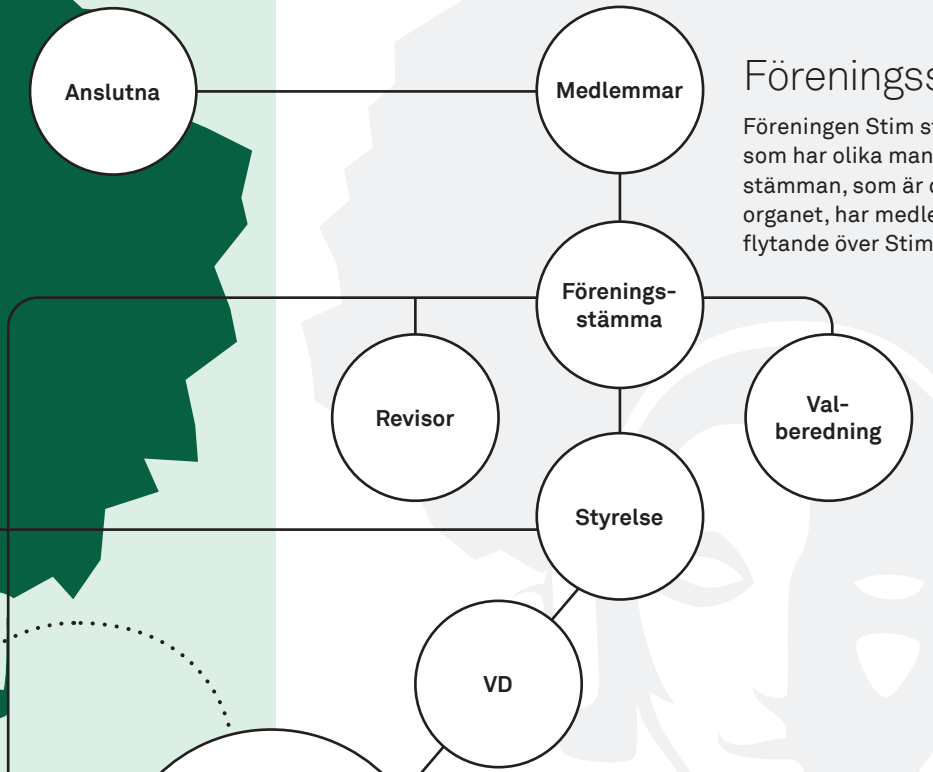 Anslutna
Medlemmar
Föreningss
Föreningen Stim s
som har olika man
stämman, som är
organet, har medle
flytande över Stim
Förenings-
stämma
Revisor
Val-
beredning
Styrelse
VD